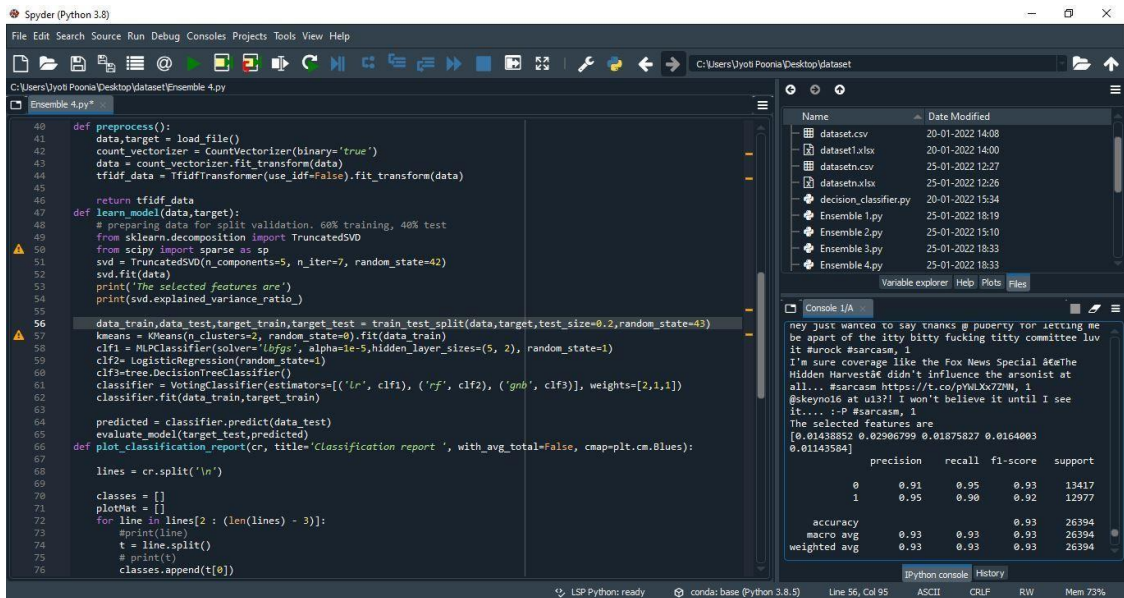 Spyder (Python 3.8)
File Edit Search Source Run Debug Consoles Projects Tools View Help
C:\Users\Jyoti Poonia\Desktop\dataset
C:\Users\Jyoti Poonia\Desktop\dataset\Ensemble 4.py
Ensemble 4.py*
40 def preprocess():
41 data,target = load_file()
42 count_vectorizer = CountVectorizer(binary='true')
43 data = count_vectorizer.fit_transform(data)
44 tfidf_data = TfidfTransformer(use_idf=False).fit_transform(data)
45
46 return tfidf_data
47 def learn_model(data,target):
48 # preparing data for split validation. 60% training, 40% test
49 from sklearn.decomposition import TruncatedSVD
50 from scipy import sparse as sp
51 svd = TruncatedSVD(n_components=5, n_iter=7, random_state=42)
52 svd.fit(data)
53 print('The selected features are')
54 print(svd.explained_variance_ratio_)
55
56 data_train,data_test,target_train,target_test = train_test_split(data,target,test_size=0.2,random_state=43)
57 kmeans = KMeans(n_clusters=2, random_state=0).fit(data_train)
58 clf1 = MLPClassifier(solver='lbfgs', alpha=1e-5,hidden_layer_sizes=(5, 2), random_state=1)
59 clf2= LogisticRegression(random_state=1)
60 clf3=tree.DecisionTreeClassifier()
61 classifier = VotingClassifier(estimators=[('lr', clf1), ('rf', clf2), ('gnb', clf3)], weights=[2,1,1])
62 classifier.fit(data_train,target_train)
63
64 predicted = classifier.predict(data_test)
65 evaluate_model(target_test,predicted)
66 def plot_classification_report(cr, title='Classification report ', with_avg_total=False, cmap=plt.cm.Blues):
67
68 lines = cr.split('\n')
69
70 classes = []
71 plotMat = []
72 for line in lines[2 : (len(lines) - 3)]:
73 #print(line)
74 t = line.split()
75 # print(t)
76 classes.append(t[0])
Name Date Modified
dataset.csv 20-01-2022 14:08
dataset1.xlsx 20-01-2022 14:00
datasetn.csv 25-01-2022 12:27
datasetn.xlsx 25-01-2022 12:26
decision_classifier.py 20-01-2022 15:34
Ensemble 1.py 25-01-2022 18:19
Ensemble 2.py 25-01-2022 15:10
Ensemble 3.py 25-01-2022 18:33
Ensemble 4.py 25-01-2022 18:33
Variable explorer Help Plots Files
Console 1/A
hey just wanted to say thanks @ puberty for letting me
be apart of the itty bitty fucking titty committee luv
it #urock #sarcasm, 1
I'm sure coverage like the Fox News Special â€œThe
Hidden Harvestâ€ didn't influence the arsonist at
all... #sarcasm https://t.co/pYWLXx7ZMN, 1
@skeyno16 at u13?! I won't believe it until I see
it.... :-P #sarcasm, 1
The selected features are
[0.01438852 0.02906799 0.01875827 0.0164003
0.01143584]
precision recall f1-score support
0 0.91 0.95 0.93 13417
1 0.95 0.90 0.92 12977
accuracy 0.93 26394
macro avg 0.93 0.93 0.93 26394
weighted avg 0.93 0.93 0.93 26394
IPython console History
LSP Python: ready conda: base (Python 3.8.5) Line 56, Col 95 ASCII CRLF RW Mem 73%